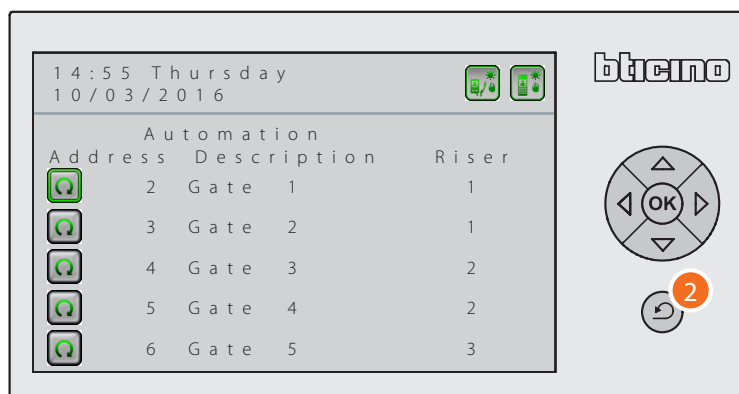 14:55 Thursday
10/03/2016
bticino
Automation
Address Description Riser
2 Gate 1 1
3 Gate 2 1
4 Gate 3 2
5 Gate 4 2
6 Gate 5 3
OK
2